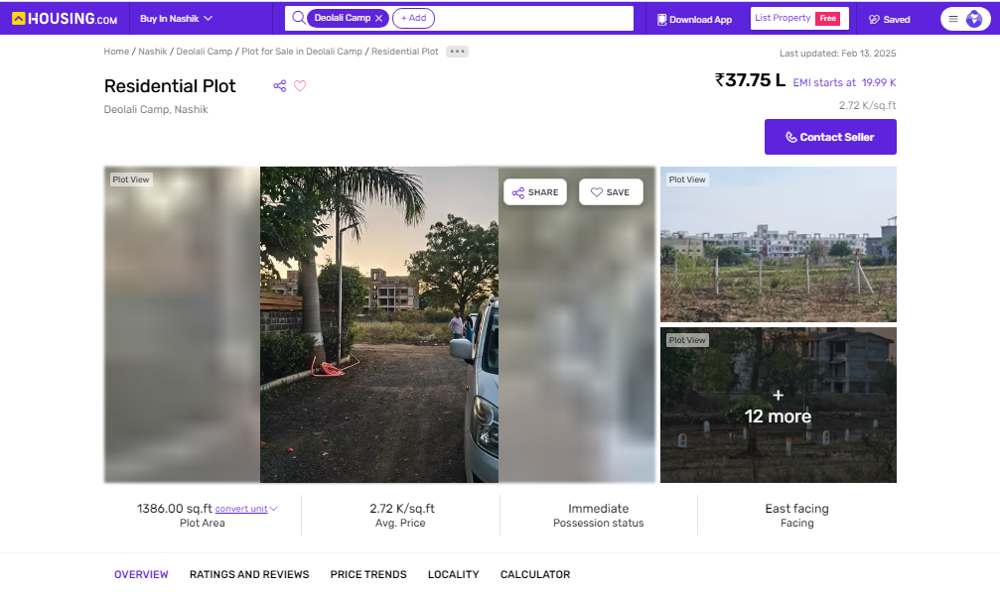 HOUSING.COM
Buy In Nashik
Deolali Camp
+ Add
Download App
List Property Free
Saved
Home / Nashik / Deolali Camp / Plot for Sale in Deolali Camp / Residential Plot
Last updated: Feb 13, 2025
Residential Plot
₹37.75 L EMI starts at 19.99 K
Deolali Camp, Nashik
2.72 K/sq.ft
Contact Seller
Plot View
SHARE
SAVE
Plot View
Plot View
+
12 more
1386.00 sq.ft convert unit
Plot Area
2.72 K/sq.ft
Avg. Price
Immediate
Possession status
East facing
Facing
OVERVIEW
RATINGS AND REVIEWS
PRICE TRENDS
LOCALITY
CALCULATOR